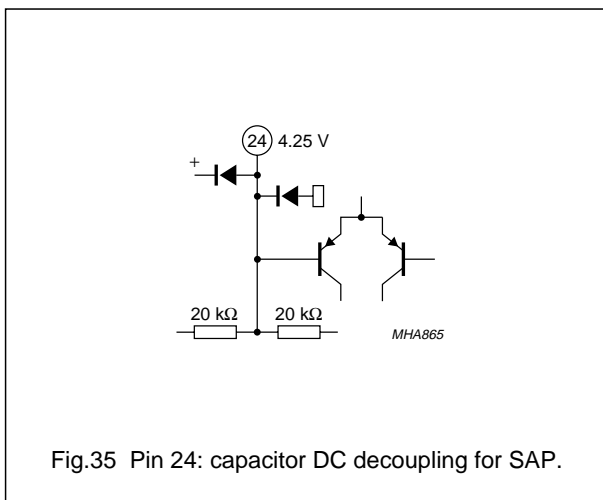 24 4.25 V
+
20 kΩ 20 kΩ
MHA865
Fig.35 Pin 24: capacitor DC decoupling for SAP.